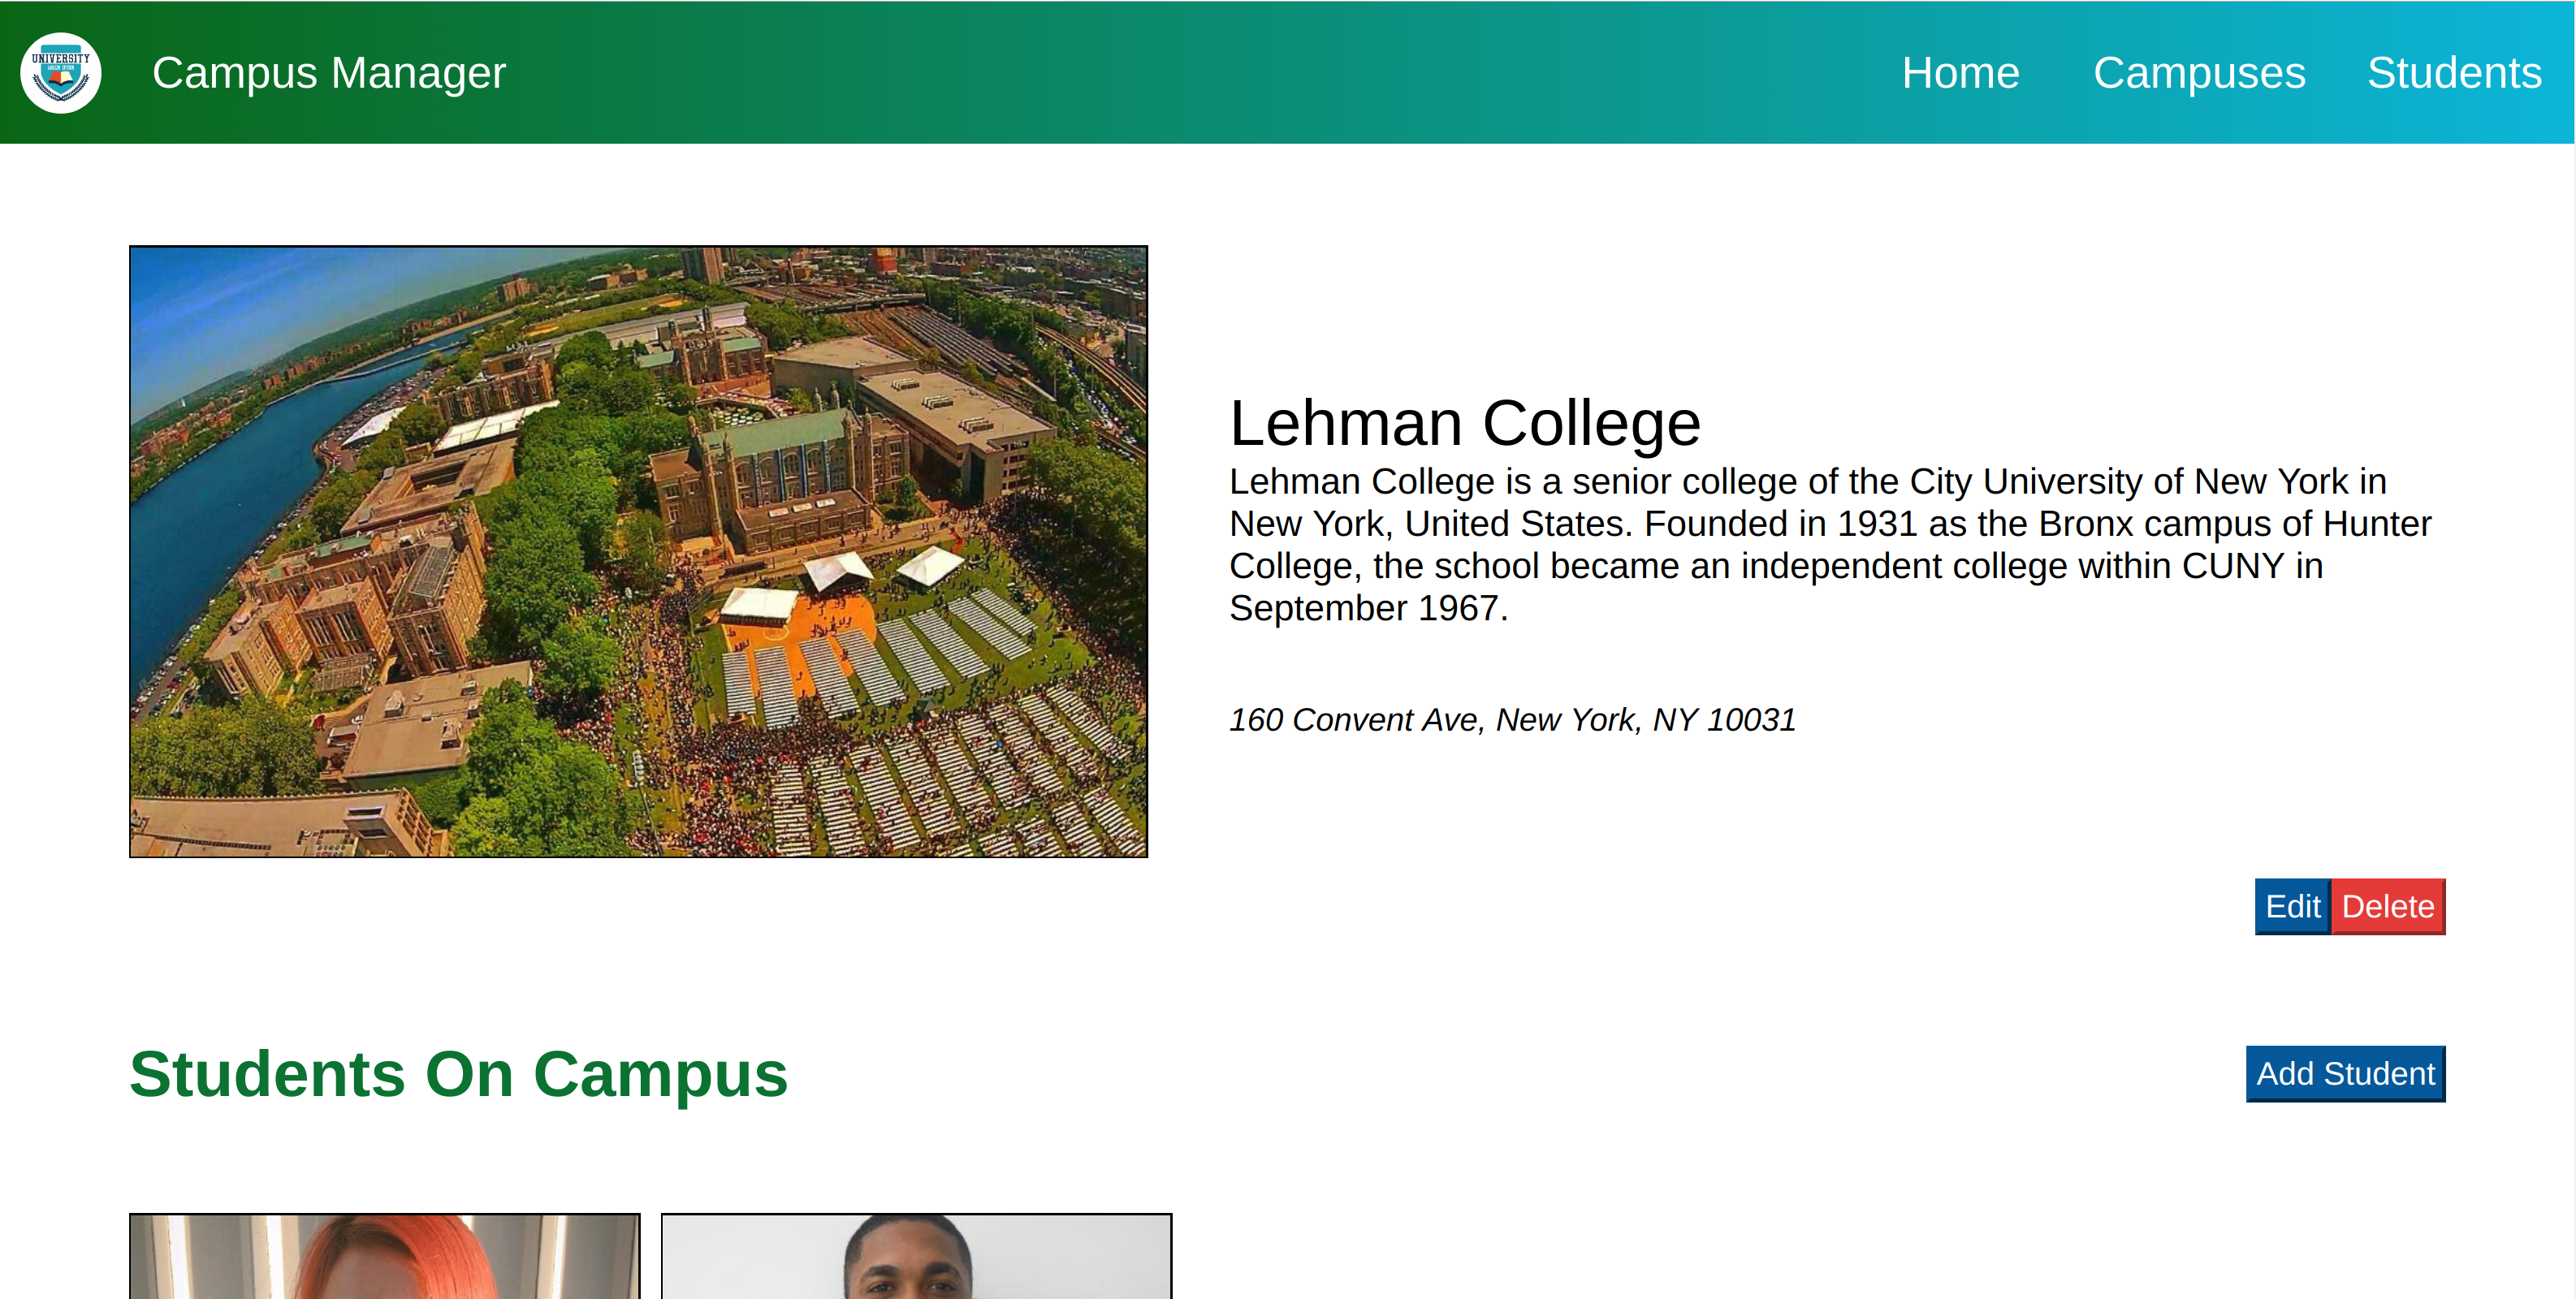 UNIVERSITY
Campus Manager
Home Campuses Students
Lehman College
Lehman College is a senior college of the City University of New York in
New York, United States. Founded in 1931 as the Bronx campus of Hunter
College, the school became an independent college within CUNY in
September 1967.
160 Convent Ave, New York, NY 10031
Edit Delete
Students On Campus
Add Student